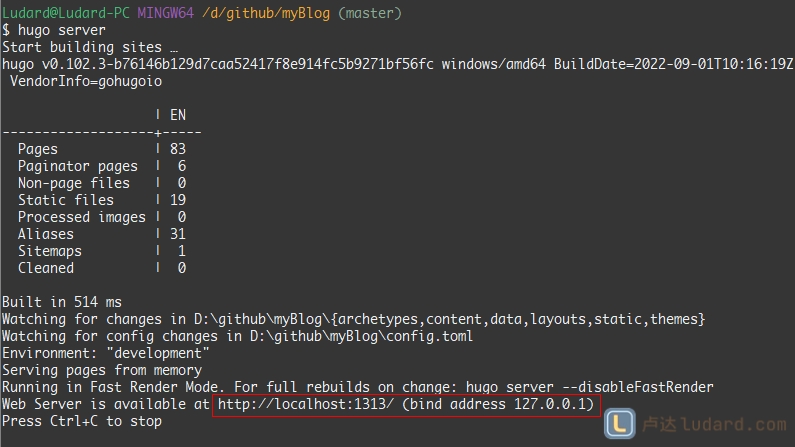 Ludard@Ludard-PC MINGW64 /d/github/myBlog (master)
$ hugo server
Start building sites …
hugo v0.102.3-b76146b129d7caa52417f8e914fc5b9271bf56fc windows/amd64 BuildDate=2022-09-01T10:16:19Z
VendorInfo=gohugoio
| EN
-------------------+-----
Pages | 83
Paginator pages | 6
Non-page files | 0
Static files | 19
Processed images | 0
Aliases | 31
Sitemaps | 1
Cleaned | 0
Built in 514 ms
Watching for changes in D:\github\myBlog\{archetypes,content,data,layouts,static,themes}
Watching for config changes in D:\github\myBlog\config.toml
Environment: "development"
Serving pages from memory
Running in Fast Render Mode. For full rebuilds on change: hugo server --disableFastRender
Web Server is available at http://localhost:1313/ (bind address 127.0.0.1)
Press Ctrl+C to stop
L 卢达ludard.com